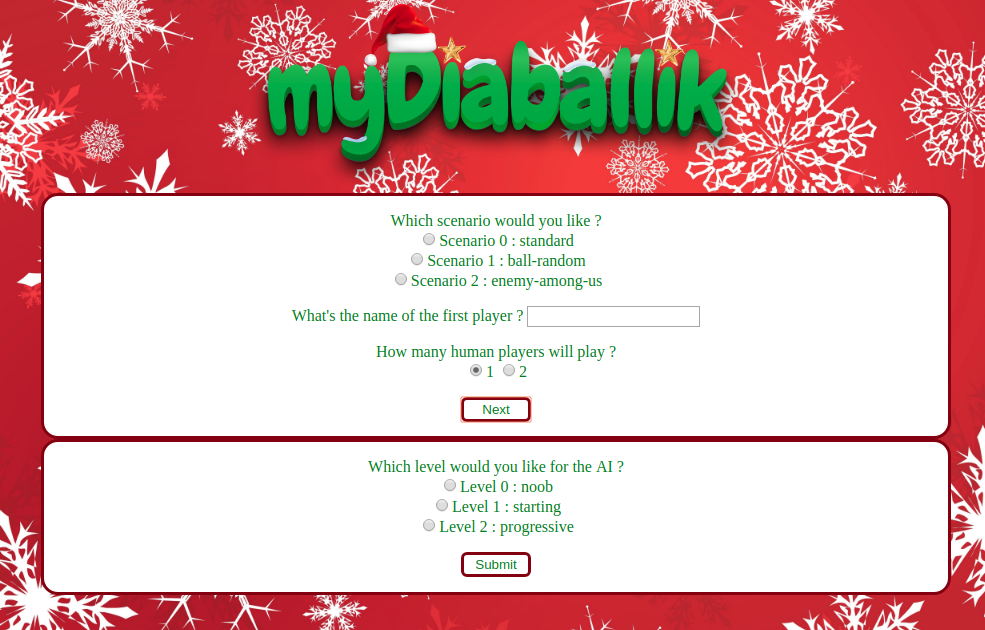 myDiaballik
Which scenario would you like ?
Scenario 0 : standard
Scenario 1 : ball-random
Scenario 2 : enemy-among-us
What's the name of the first player ?
How many human players will play ?
1 2
Next
Which level would you like for the AI ?
Level 0 : noob
Level 1 : starting
Level 2 : progressive
Submit